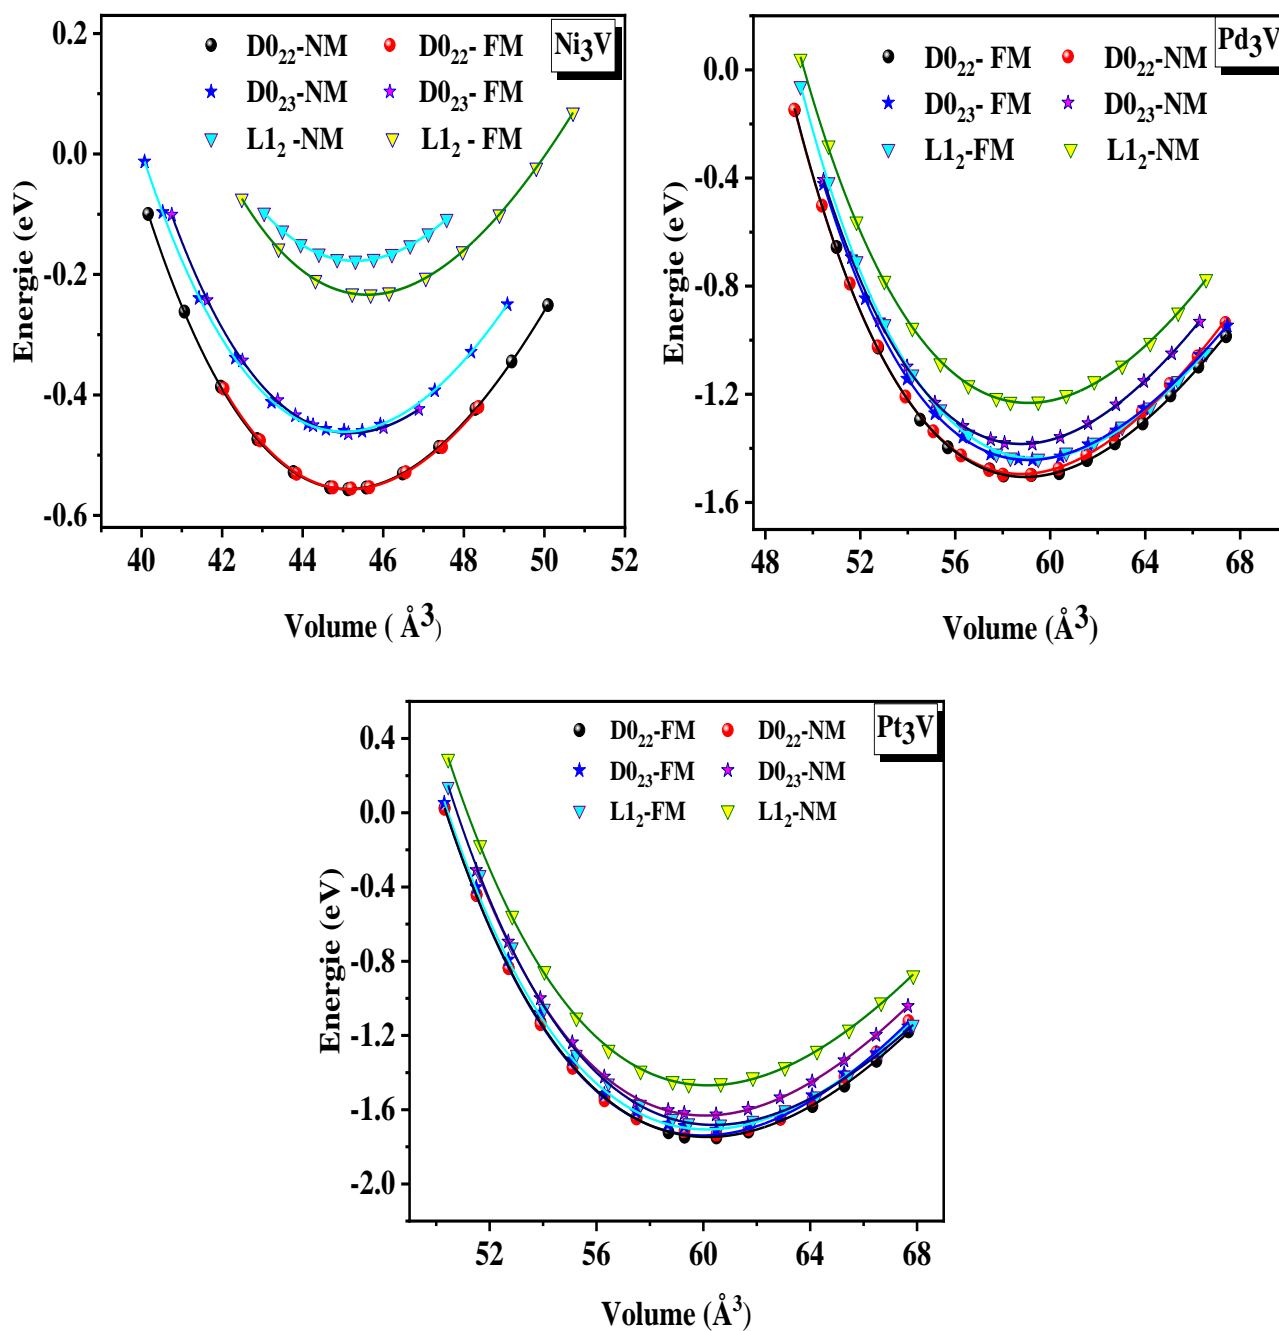 Ni3V
D022-NM D022- FM
D023-NM D023- FM
L12 -NM L12 - FM
0.2
0.0
-0.2
-0.4
-0.6
Energie (eV)
40 42 44 46 48 50 52
Volume ( Å3)
Pd3V
D022- FM D022-NM
D023- FM D023-NM
L12-FM L12-NM
0.0
-0.4
-0.8
-1.2
-1.6
Energie (eV)
48 52 56 60 64 68
Volume (Å3)
Pt3V
D022-FM D022-NM
D023-FM D023-NM
L12-FM L12-NM
0.4
0.0
-0.4
-0.8
-1.2
-1.6
-2.0
Energie (eV)
52 56 60 64 68
Volume (Å3)